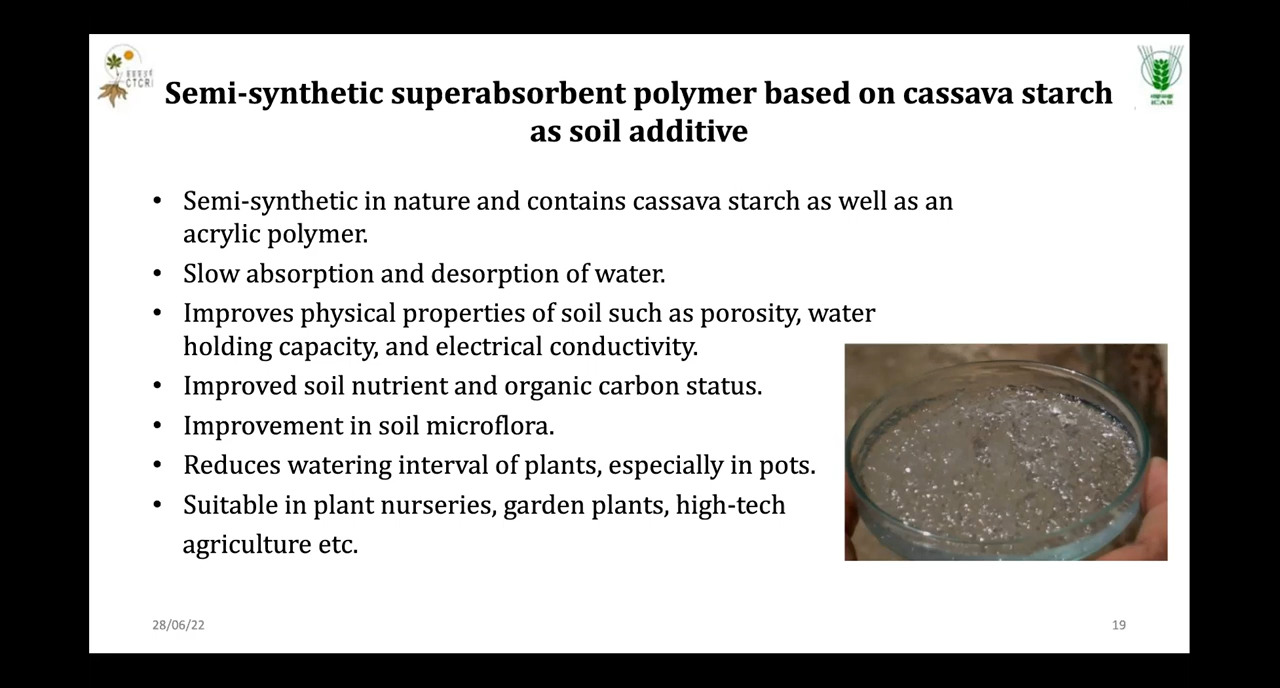 CTCRI
ICAR
Semi-synthetic superabsorbent polymer based on cassava starch
as soil additive
• Semi-synthetic in nature and contains cassava starch as well as an
acrylic polymer.
• Slow absorption and desorption of water.
• Improves physical properties of soil such as porosity, water
holding capacity, and electrical conductivity.
• Improved soil nutrient and organic carbon status.
• Improvement in soil microflora.
• Reduces watering interval of plants, especially in pots.
• Suitable in plant nurseries, garden plants, high-tech
agriculture etc.
28/06/22
19